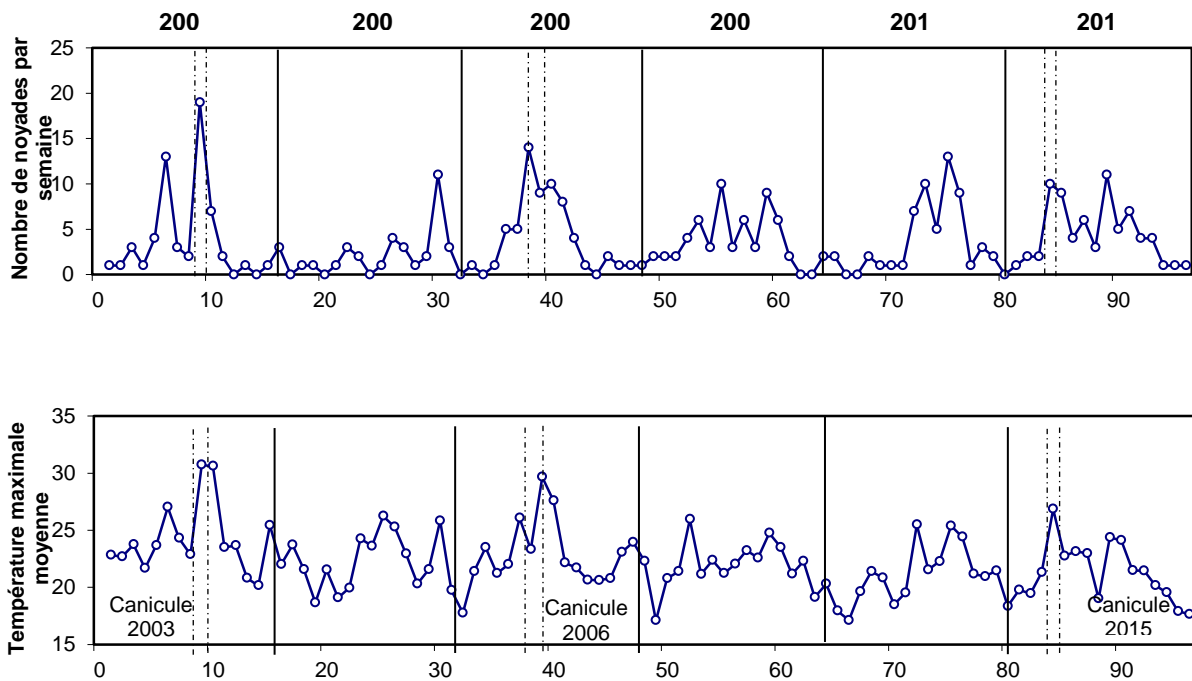 200 200 200 200 201 201
Nombre de noyades par
semaine
25
20
15
10
5
0
0 10 20 30 40 50 60 70 80 90
Température maximale
moyenne
35
30
25
20
15
Canicule
2003
Canicule
2006
Canicule
2015
0 10 20 30 40 50 60 70 80 90